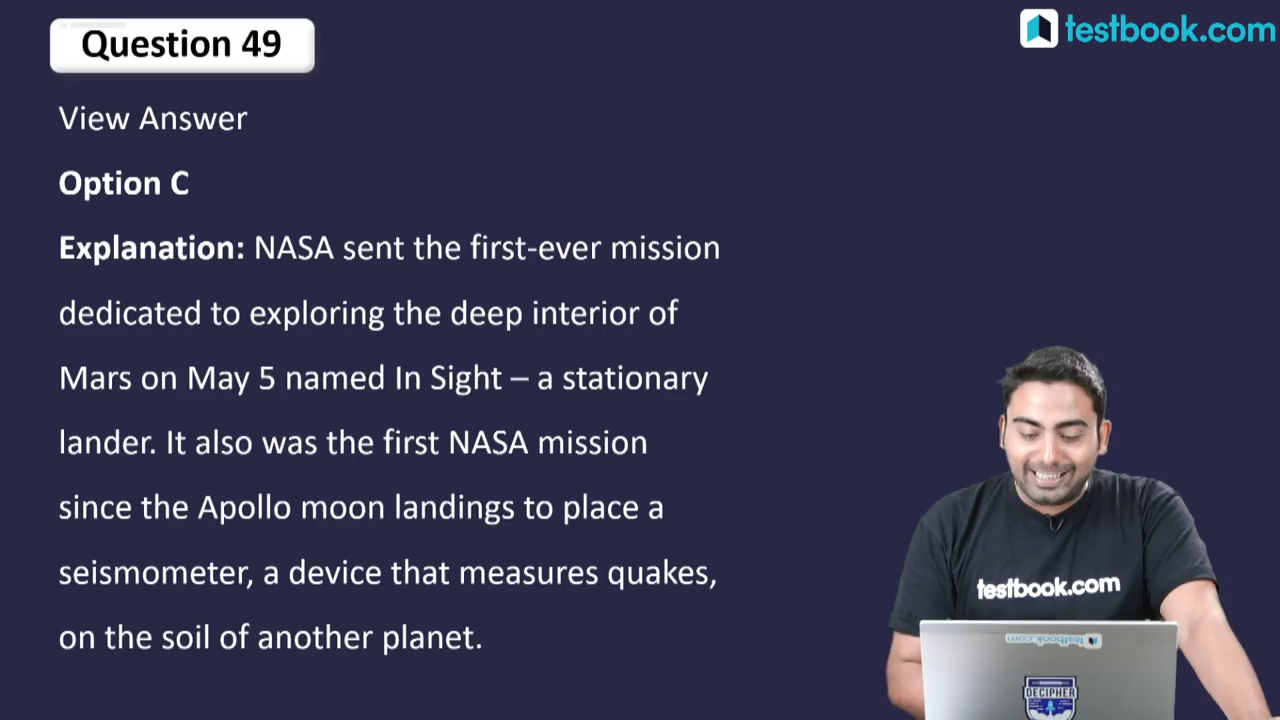 Question 49
testbook.com
View Answer
Option C
Explanation: NASA sent the first-ever mission
dedicated to exploring the deep interior of
Mars on May 5 named In Sight – a stationary
lander. It also was the first NASA mission
since the Apollo moon landings to place a
seismometer, a device that measures quakes,
on the soil of another planet.
testbook.com
testbook.com
DECIPHER